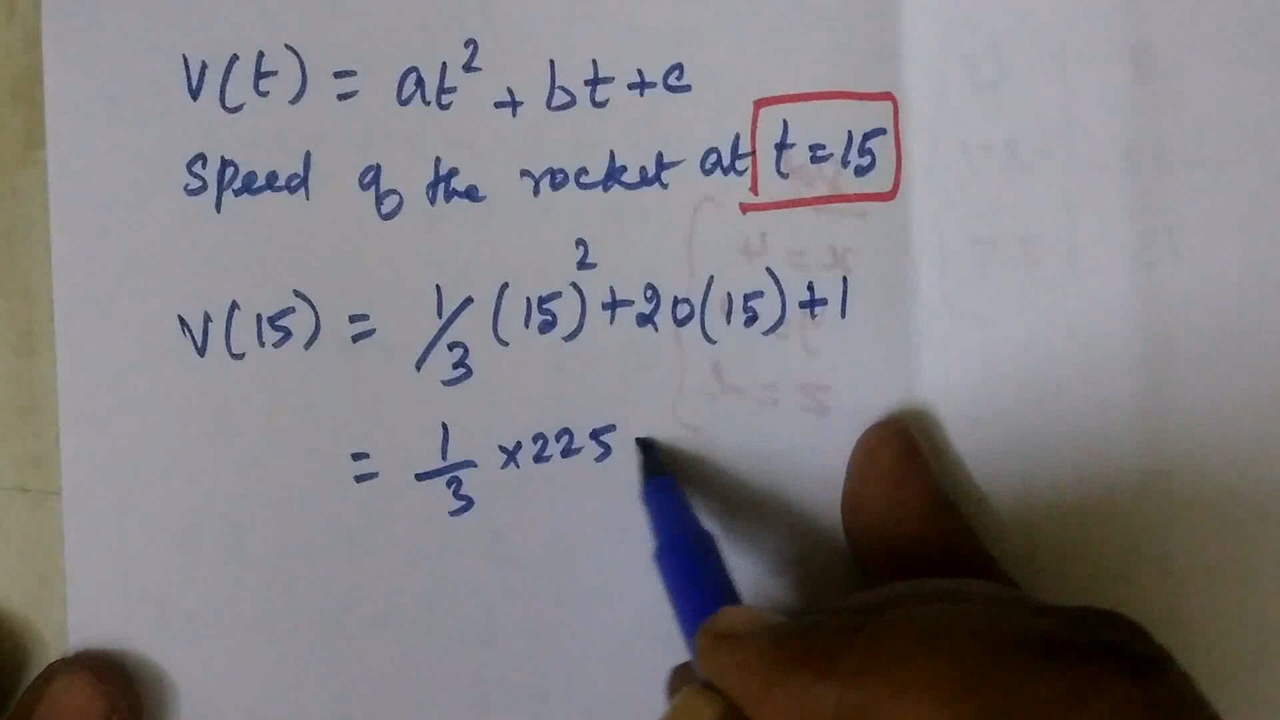 V(t) = at² + bt + c
Speed of the rocket at t = 15
V(15) = 1/3 (15)² + 20(15) + 1
= 1/3 × 225